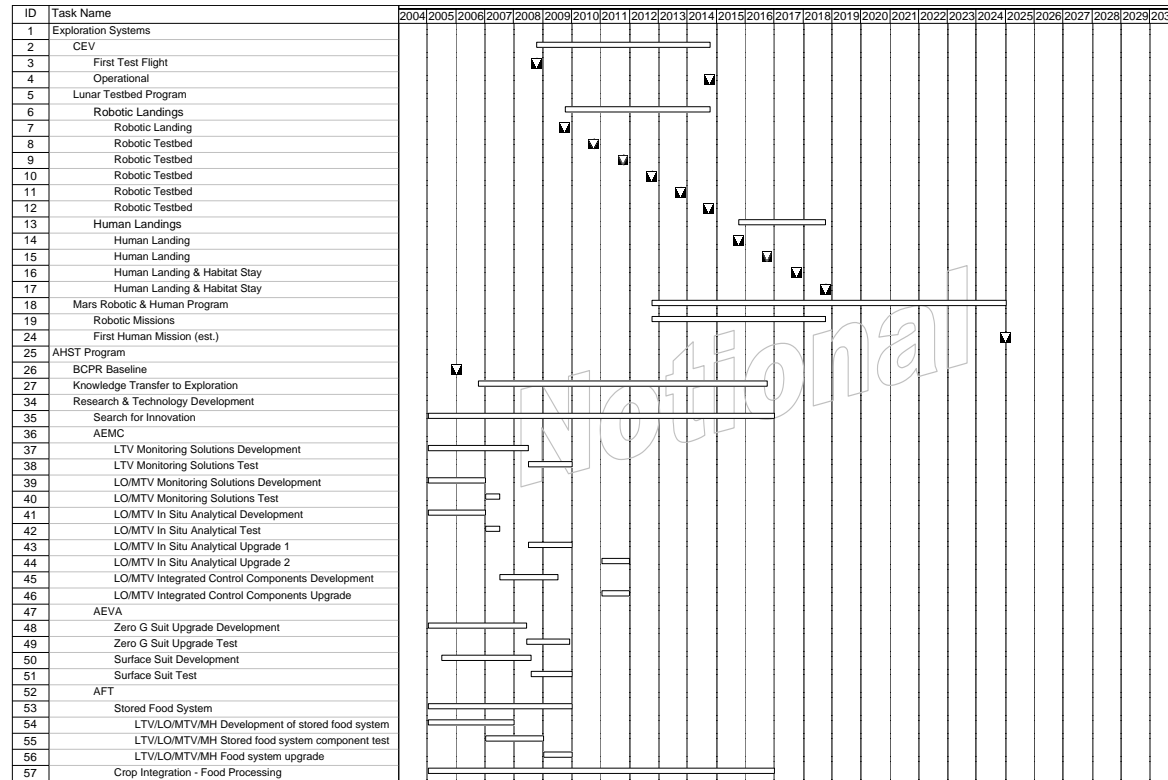 ID Task Name 2004 2005 2006 2007 2008 2009 2010 2011 2012 2013 2014 2015 2016 2017 2018 2019 2020 2021 2022 2023 2024 2025 2026 2027 2028 2029
1 Exploration Systems
2 CEV
3 First Test Flight
4 Operational
5 Lunar Testbed Program
6 Robotic Landings
7 Robotic Landing
8 Robotic Testbed
9 Robotic Testbed
10 Robotic Testbed
11 Robotic Testbed
12 Robotic Testbed
13 Human Landings
14 Human Landing
15 Human Landing
16 Human Landing & Habitat Stay
17 Human Landing & Habitat Stay
18 Mars Robotic & Human Program
19 Robotic Missions
24 First Human Mission (est.)
25 AHST Program
26 BCPR Baseline
27 Knowledge Transfer to Exploration
34 Research & Technology Development
35 Search for Innovation
36 AEMC
37 LTV Monitoring Solutions Development
38 LTV Monitoring Solutions Test
39 LO/MTV Monitoring Solutions Development
40 LO/MTV Monitoring Solutions Test
41 LO/MTV In Situ Analytical Development
42 LO/MTV In Situ Analytical Test
43 LO/MTV In Situ Analytical Upgrade 1
44 LO/MTV In Situ Analytical Upgrade 2
45 LO/MTV Integrated Control Components Development
46 LO/MTV Integrated Control Components Upgrade
47 AEVA
48 Zero G Suit Upgrade Development
49 Zero G Suit Upgrade Test
50 Surface Suit Development
51 Surface Suit Test
52 AFT
53 Stored Food System
54 LTV/LO/MTV/MH Development of stored food system
55 LTV/LO/MTV/MH Stored food system component test
56 LTV/LO/MTV/MH Food system upgrade
57 Crop Integration - Food Processing
Notional